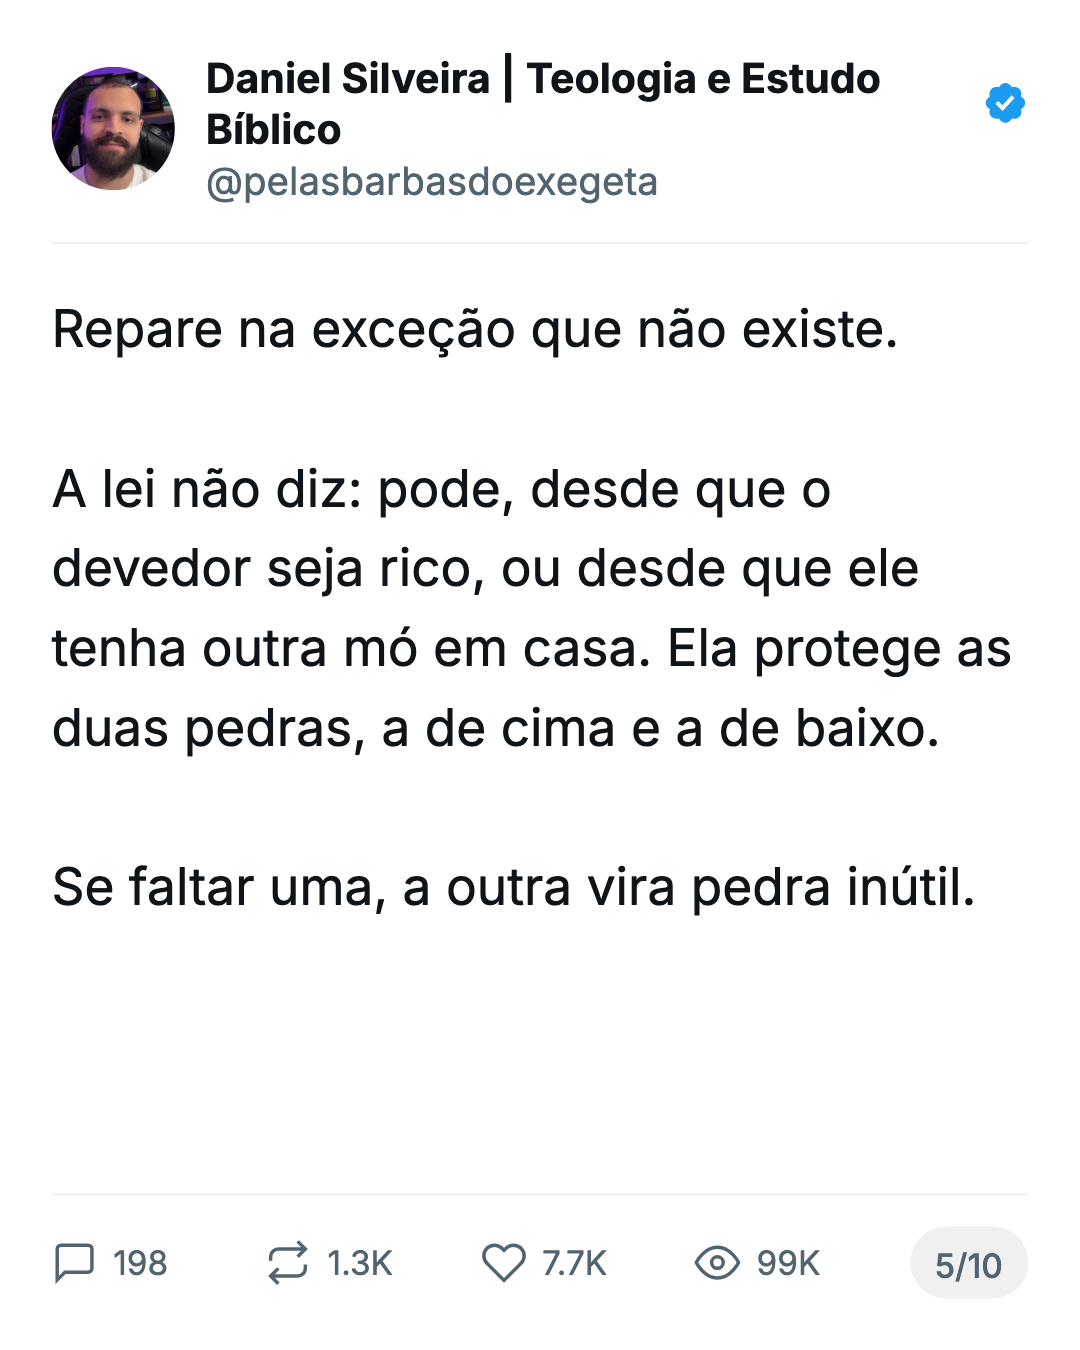 Daniel Silveira | Teologia e Estudo
Bíblico
@pelasbarbasdoexegeta
Repare na exceção que não existe.
A lei não diz: pode, desde que o
devedor seja rico, ou desde que ele
tenha outra mó em casa. Ela protege as
duas pedras, a de cima e a de baixo.
Se faltar uma, a outra vira pedra inútil.
198 1.3K 7.7K 99K 5/10